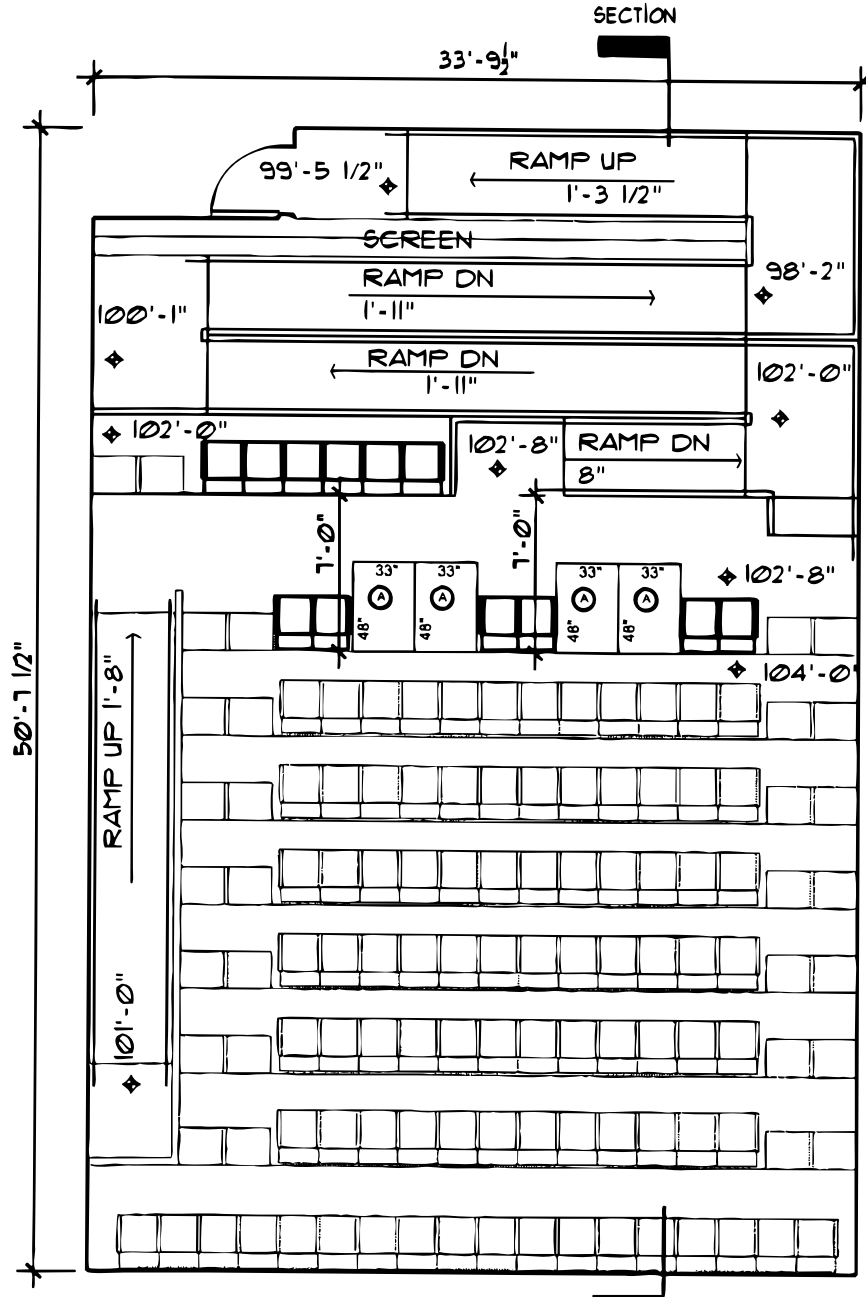 SECTION
33'-9½"
99'-5 1/2"
RAMP UP
1'-3 1/2"
SCREEN
RAMP DN
1'-11"
98'-2"
100'-1"
RAMP DN
1'-11"
102'-0"
102'-0"
102'-8"
RAMP DN
8"
7'-0"
7'-0"
33"
33"
33"
33"
A
A
A
A
48"
48"
48"
48"
102'-8"
104'-0"
50'-7 1/2"
RAMP UP 1'-8"
101'-0"